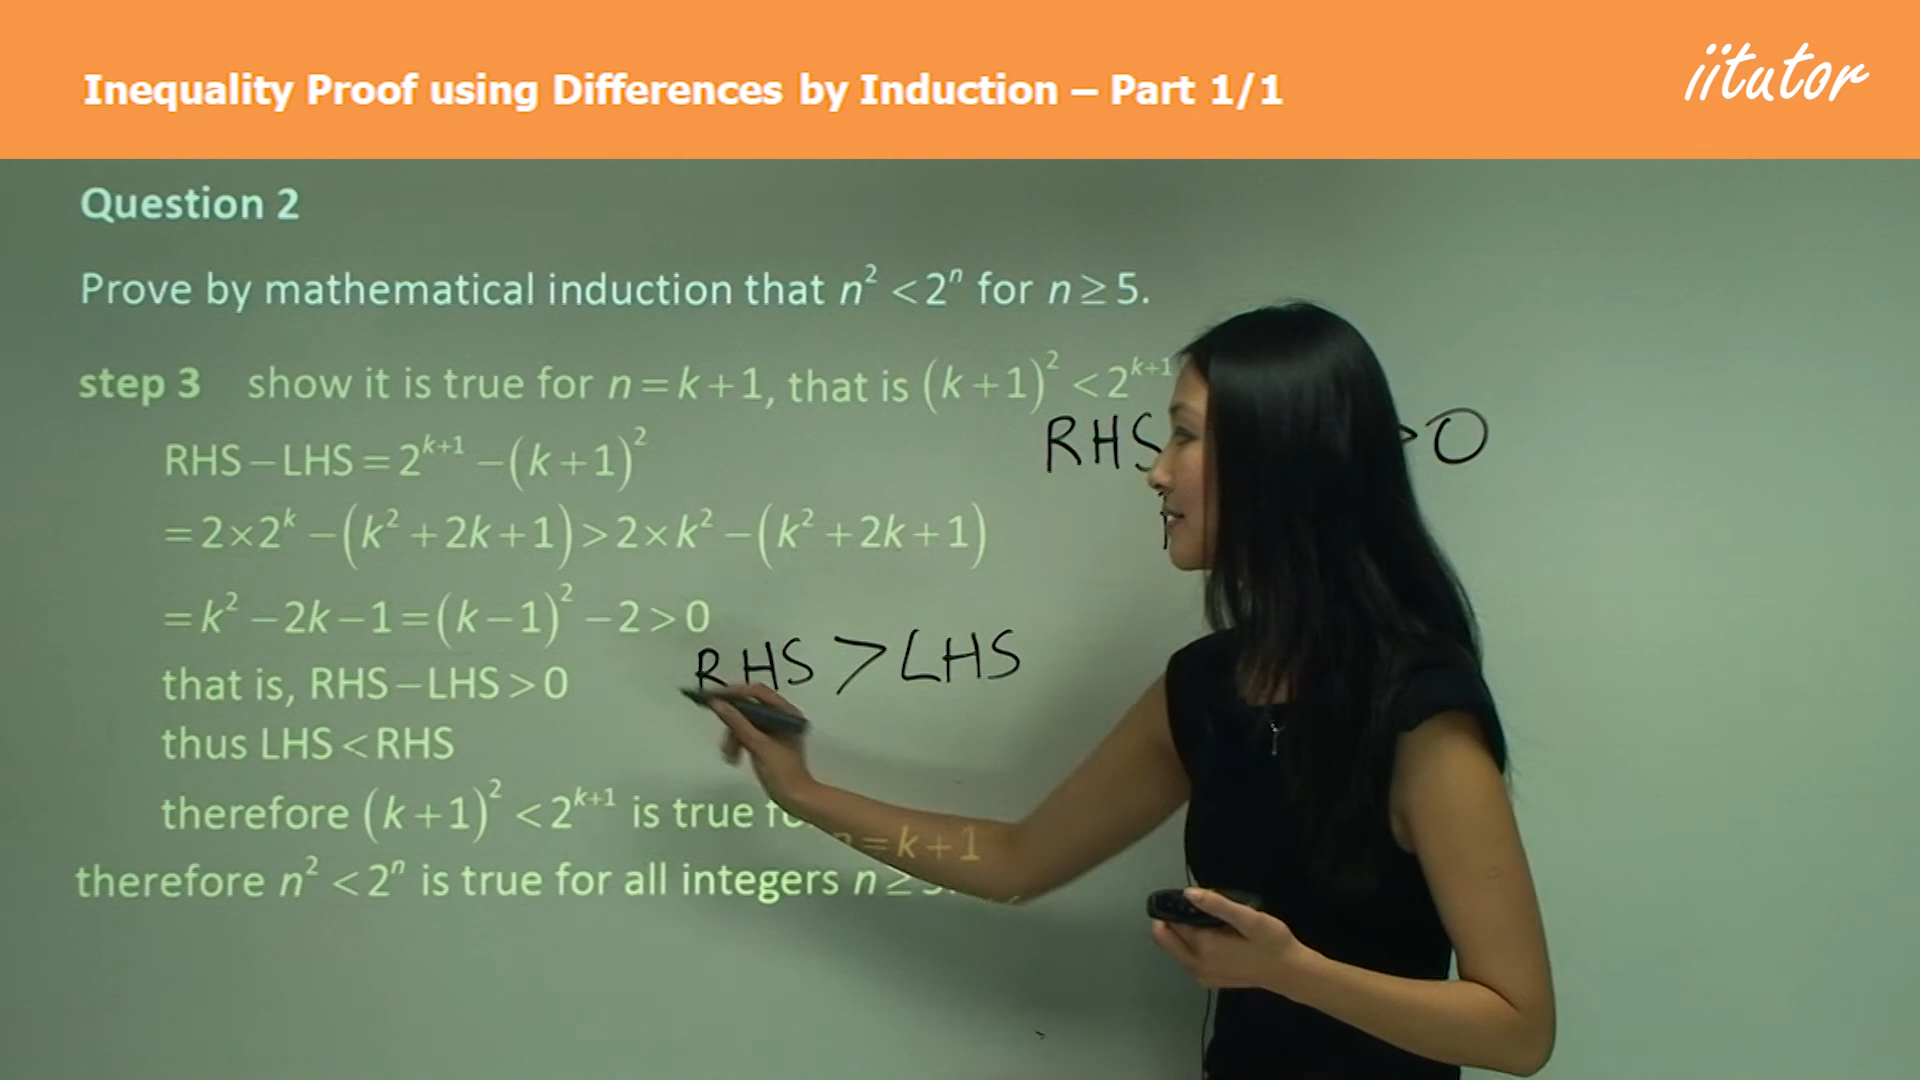 Inequality Proof using Differences by Induction – Part 1/1
iitutor
Question 2
Prove by mathematical induction that n² < 2ⁿ for n ≥ 5.
step 3 show it is true for n = k + 1, that is (k + 1)² < 2ᵏ⁺¹
RHS – LHS = 2ᵏ⁺¹ – (k + 1)²
RHS > 0
= 2 × 2ᵏ – (k² + 2k + 1) > 2 × k² – (k² + 2k + 1)
= k² – 2k – 1 = (k – 1)² – 2 > 0
RHS > LHS
that is, RHS – LHS > 0
thus LHS < RHS
therefore (k + 1)² < 2ᵏ⁺¹ is true
= k + 1
therefore n² < 2ⁿ is true for all integers n ≥